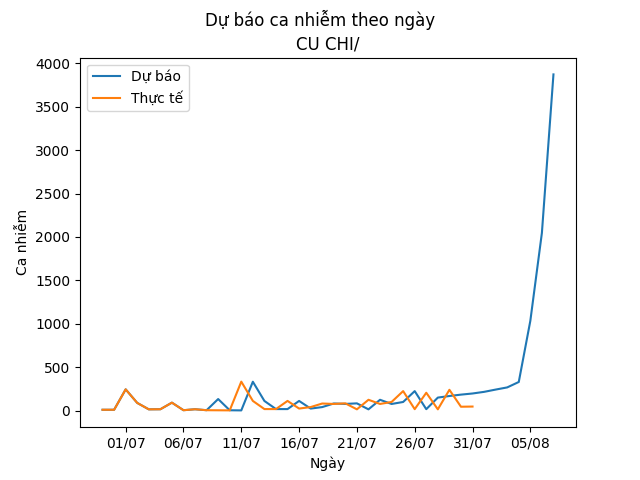 Dự báo ca nhiễm theo ngày
CU CHI/
Dự báo
Thực tế
Ca nhiễm
4000
3500
3000
2500
2000
1500
1000
500
0
01/07 06/07 11/07 16/07 21/07 26/07 31/07 05/08
Ngày